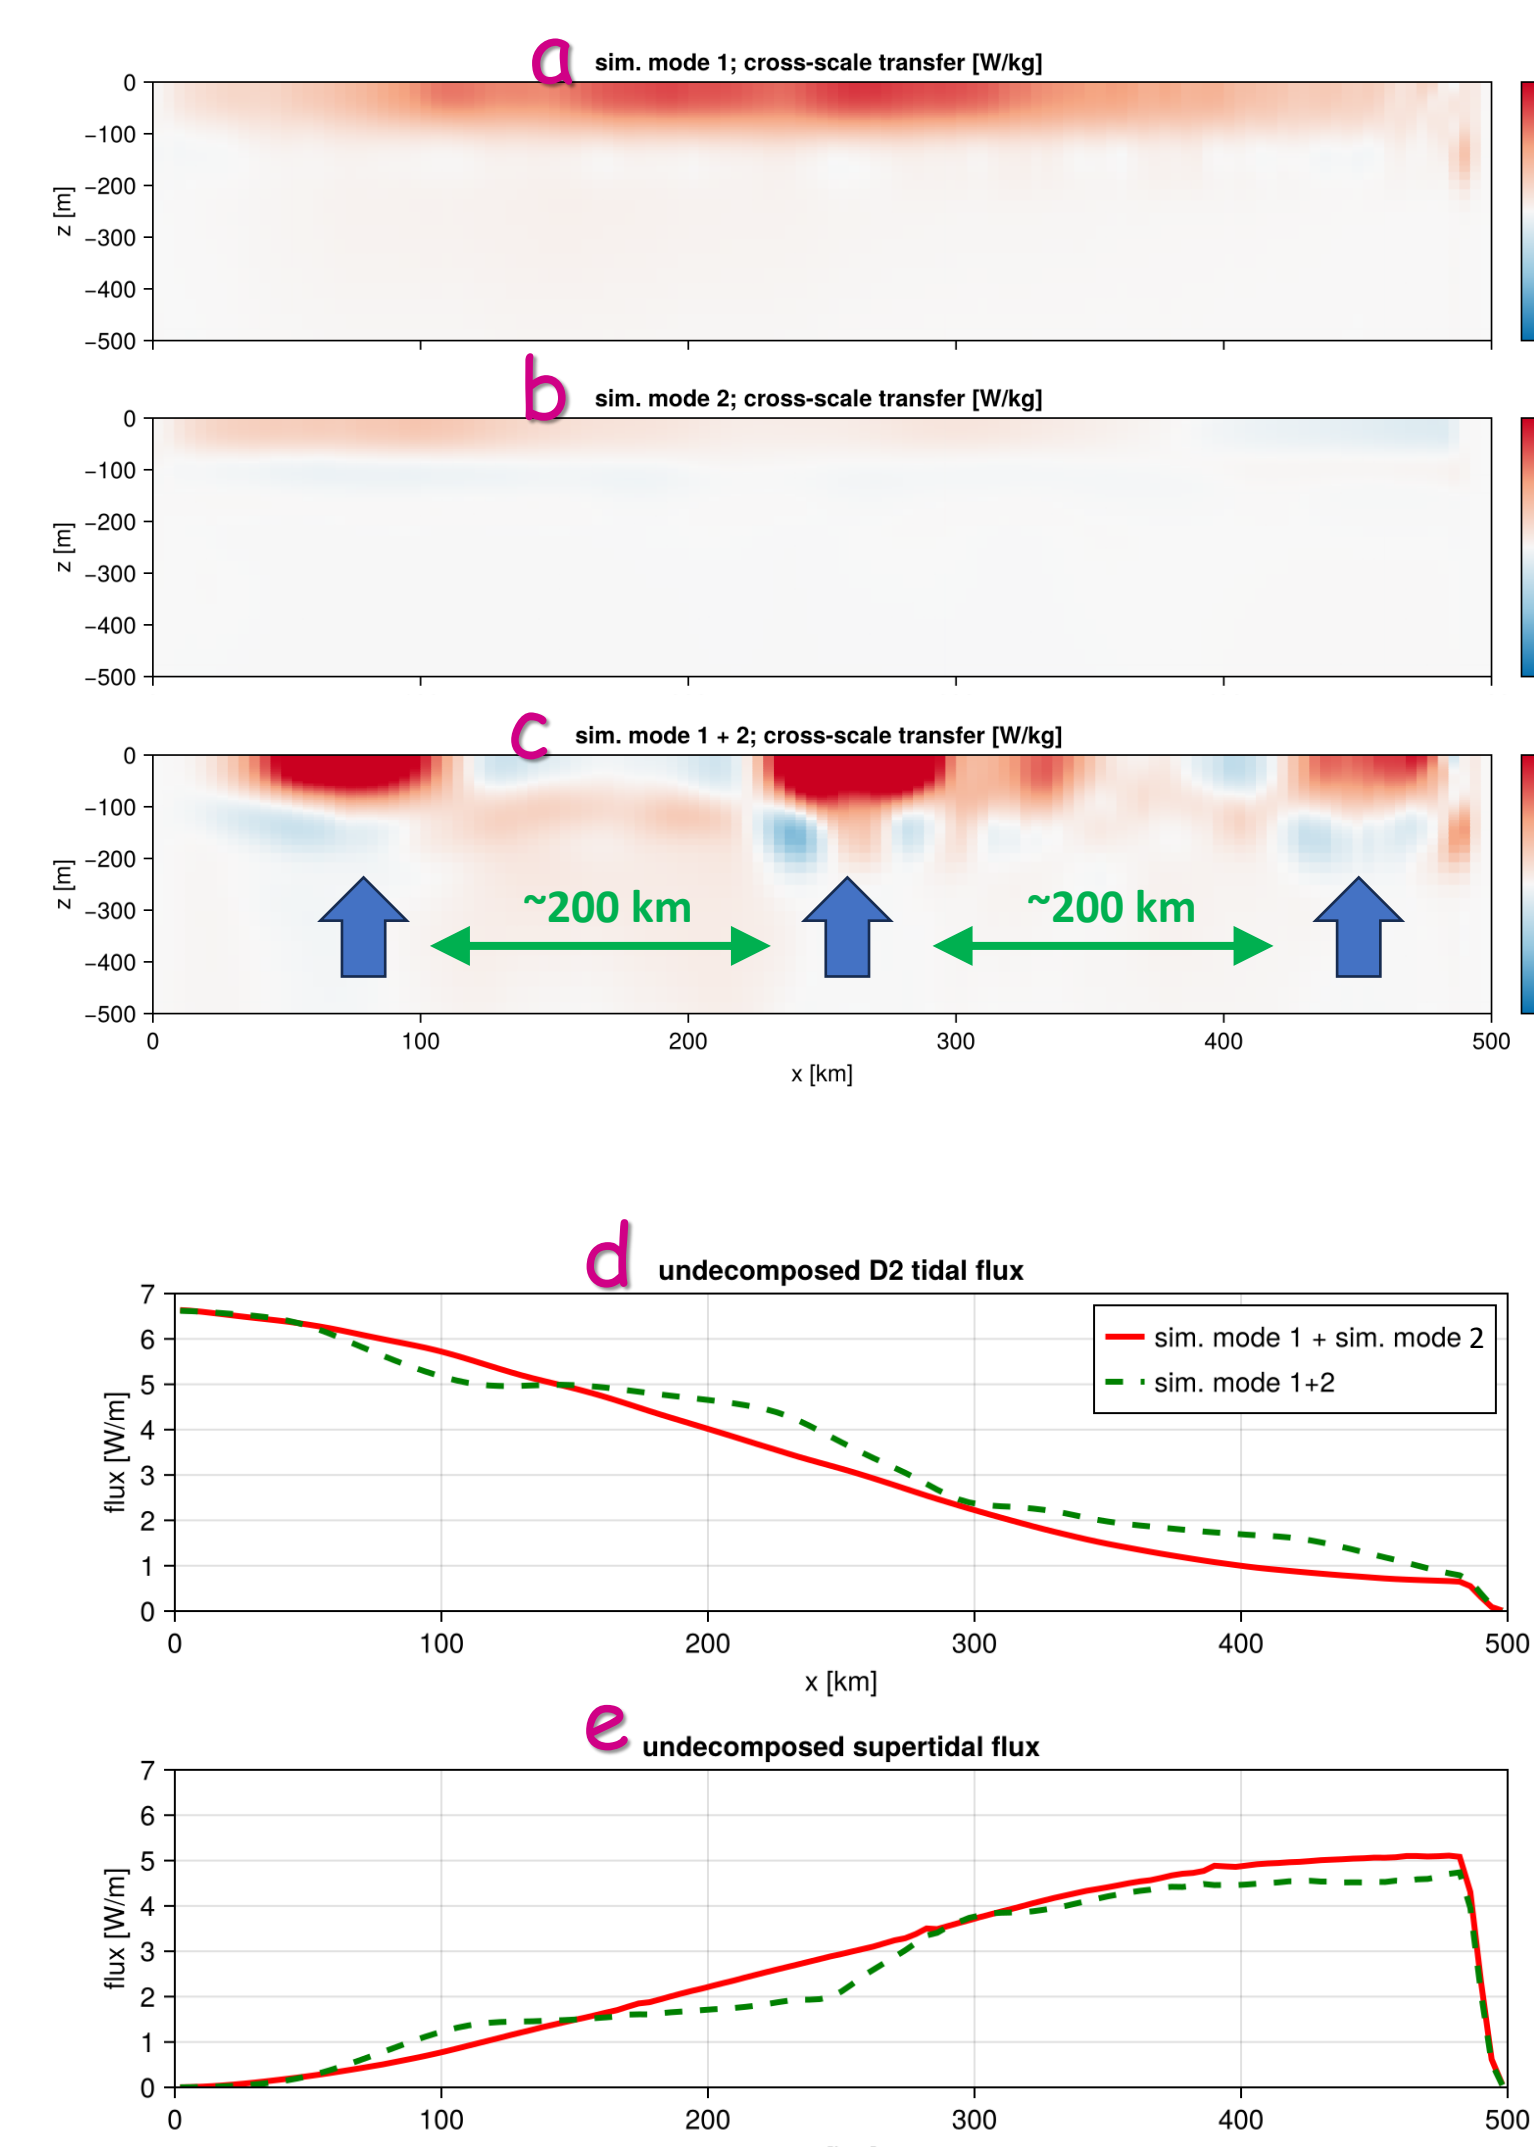 a sim. mode 1; cross-scale transfer [W/kg]
0
−100
−200
−300
−400
−500
z [m]
b sim. mode 2; cross-scale transfer [W/kg]
0
−100
−200
−300
−400
−500
z [m]
c sim. mode 1 + 2; cross-scale transfer [W/kg]
0
−100
−200
−300
−400
−500
z [m]
~200 km ~200 km
0 100 200 300 400 500
x [km]
d undecomposed D2 tidal flux
7
6
5
4
3
2
1
0
flux [W/m]
sim. mode 1 + sim. mode 2
sim. mode 1+2
0 100 200 300 400 500
x [km]
e undecomposed supertidal flux
7
6
5
4
3
2
1
0
flux [W/m]
0 100 200 300 400 500